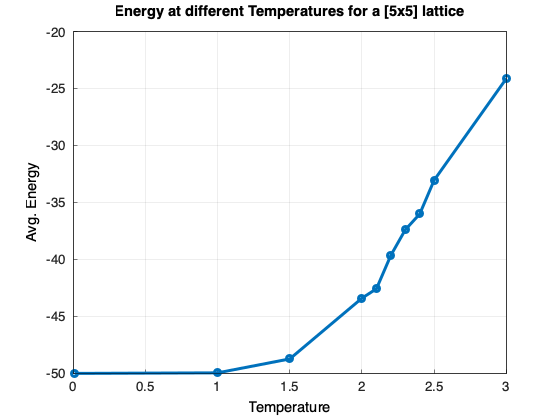 Energy at different Temperatures for a [5x5] lattice
-20
-25
-30
-35
-40
-45
-50
Avg. Energy
0 0.5 1 1.5 2 2.5 3
Temperature